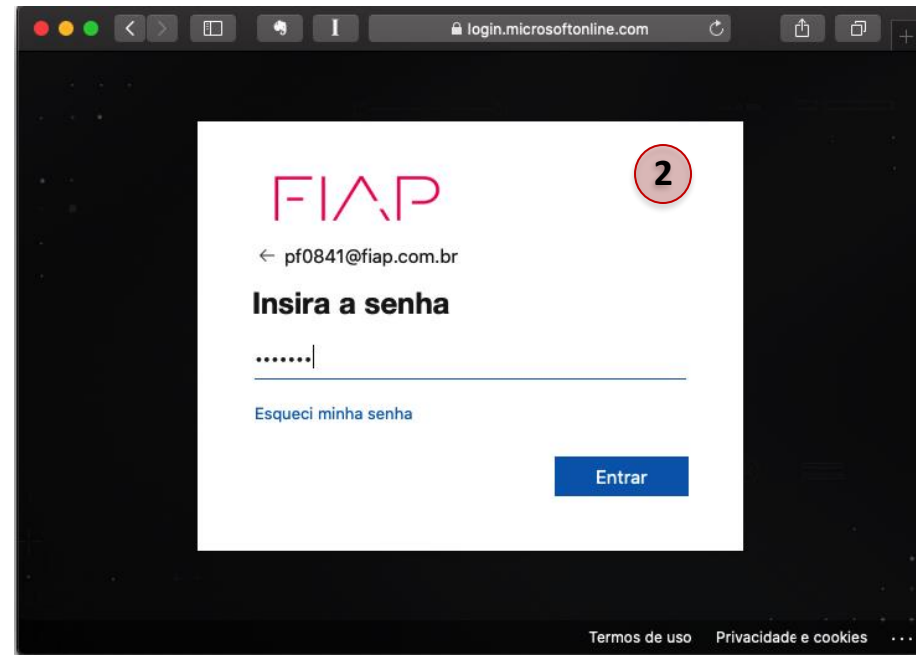 login.microsoftonline.com
2
FIAP
← pf0841@fiap.com.br
Insira a senha
•••••••
Esqueci minha senha
Entrar
Termos de uso Privacidade e cookies ...